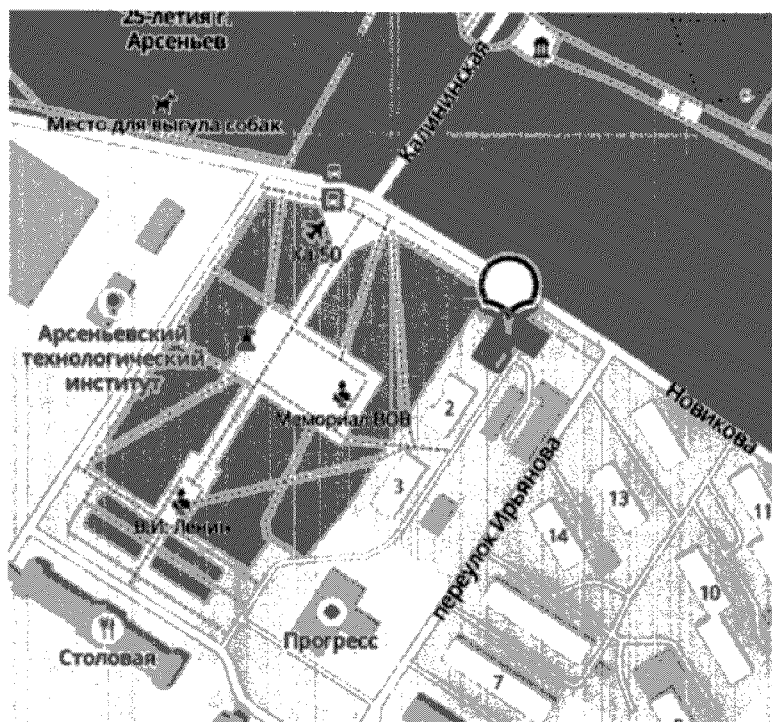 25-летия г.
Арсеньев
Калининская
Место для выгула собак
Ка-50
Арсеньевский
технологический
институт
Мемориал ВОВ
2
Новикова
3
переулок Ирьянова
13
11
14
В.И. Ленин
10
Столовая
Прогресс
7